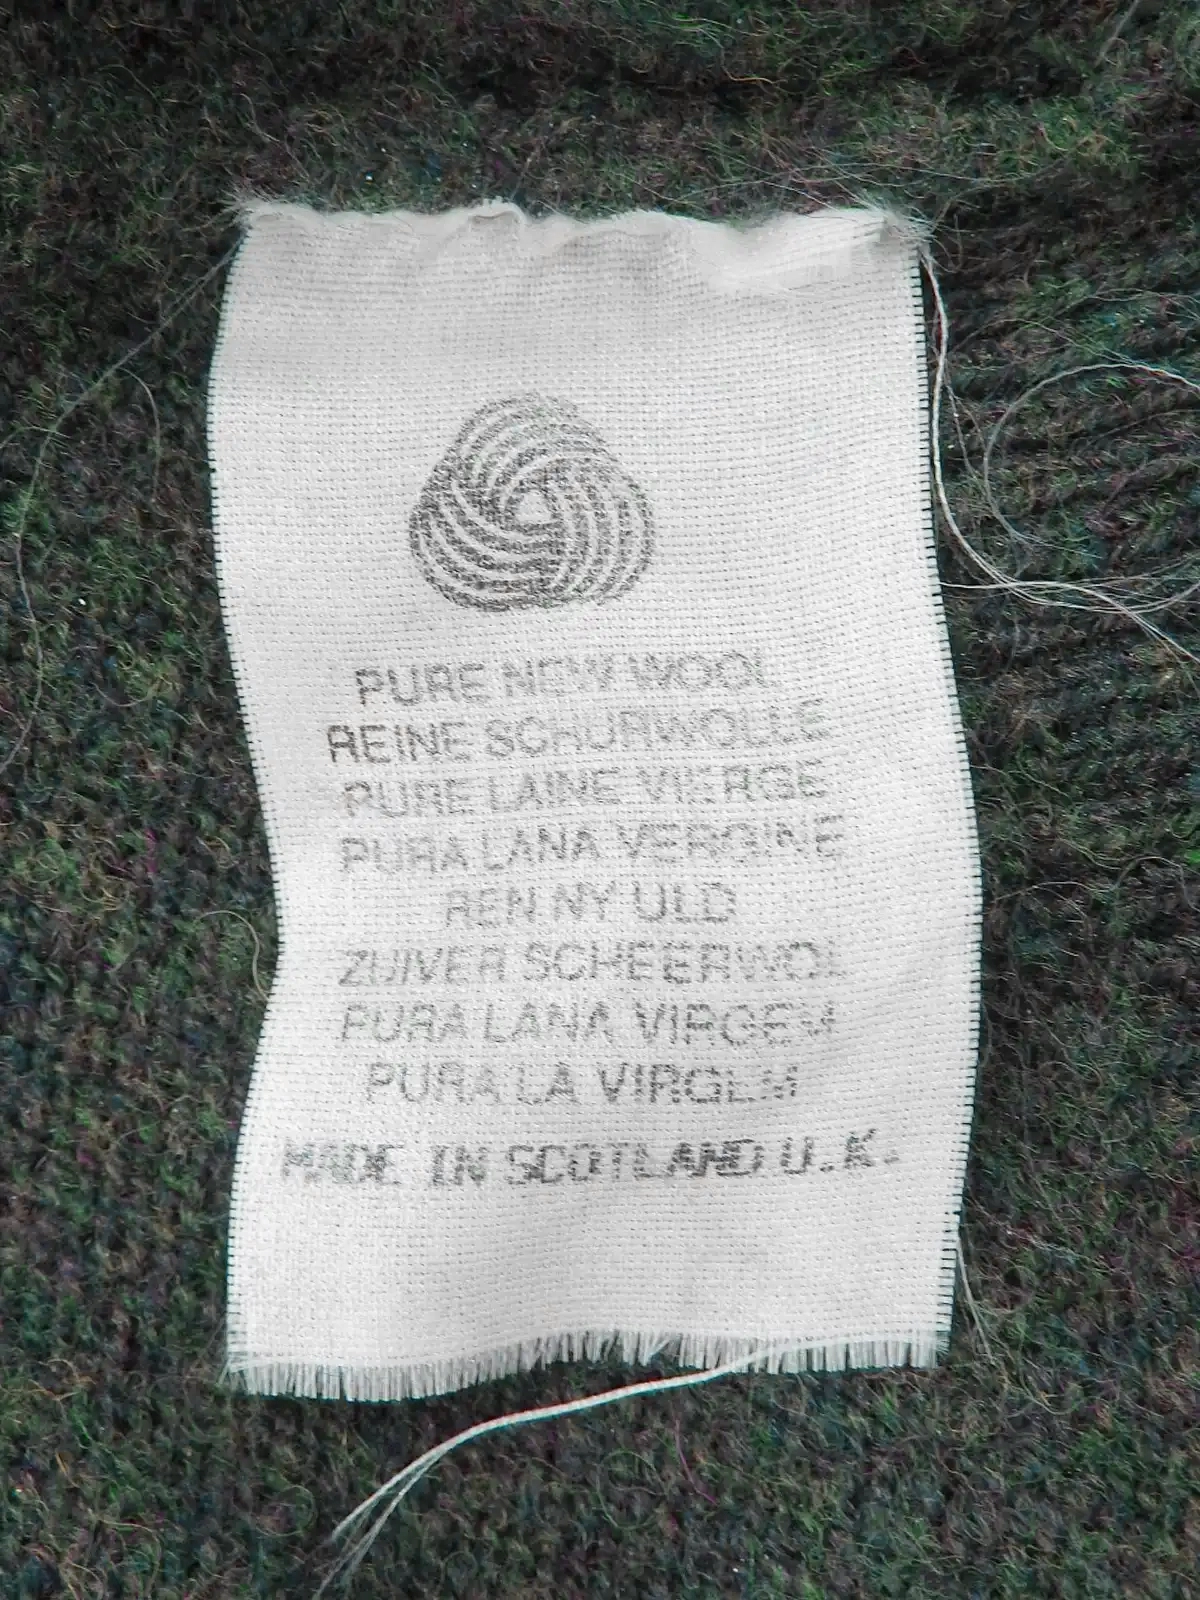 PURE NEW WOOL
REINE SCHURWOLLE
PURE LAINE VIERGE
PURA LANA VERGINE
REN NY ULD
ZUIVER SCHEERWOL
PURA LANA VIRGEM
PURA LA VIRGEM
MADE IN SCOTLAND U.K.